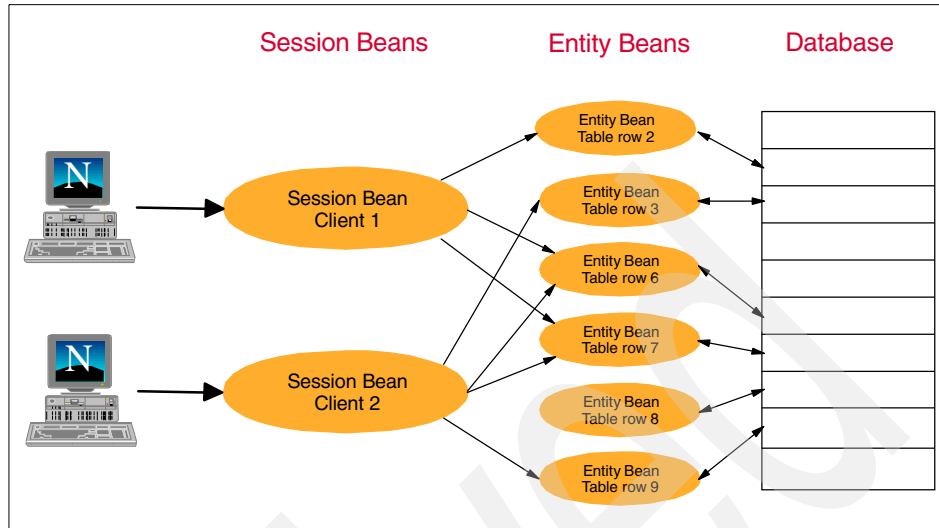 Session Beans
Entity Beans
Database
Entity Bean
Table row 2
N
Session Bean
Client 1
Entity Bean
Table row 3
Entity Bean
Table row 6
Entity Bean
Table row 7
N
Session Bean
Client 2
Entity Bean
Table row 8
Entity Bean
Table row 9